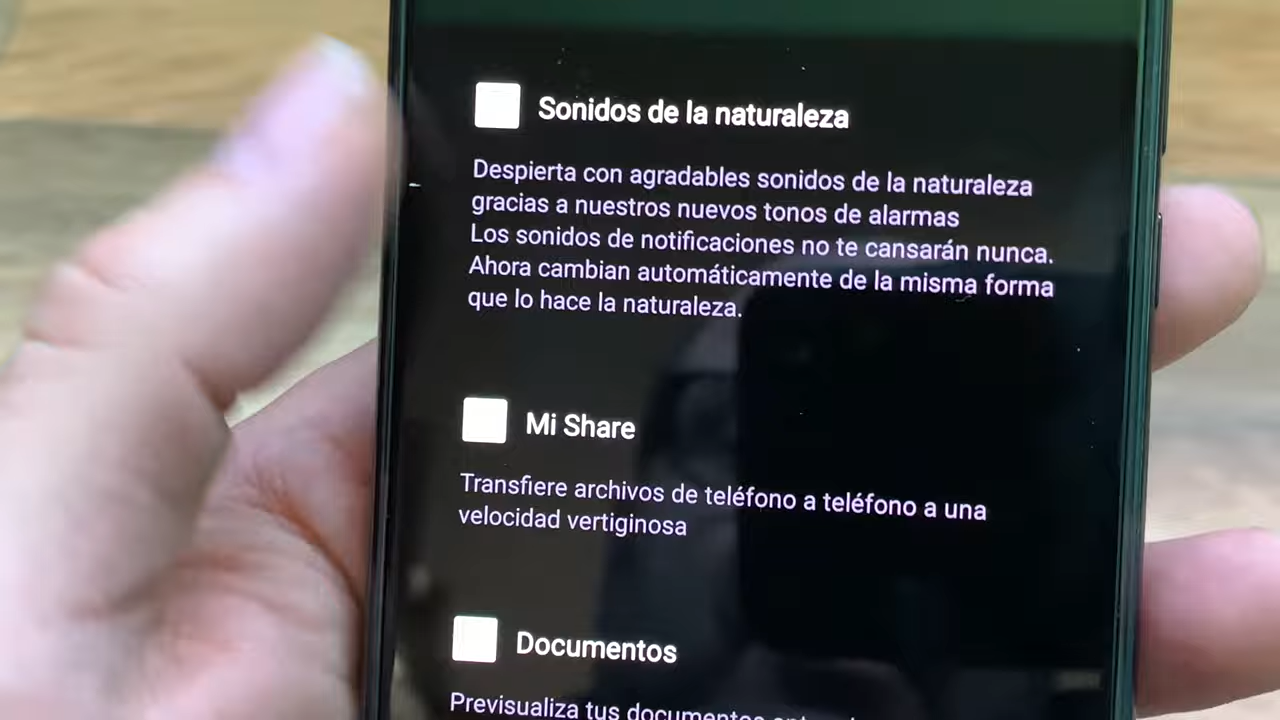 Sonidos de la naturaleza
Despierta con agradables sonidos de la naturaleza
gracias a nuestros nuevos tonos de alarmas
Los sonidos de notificaciones no te cansarán nunca.
Ahora cambian automáticamente de la misma forma
que lo hace la naturaleza.
Mi Share
Transfiere archivos de teléfono a teléfono a una
velocidad vertiginosa
Documentos
Previsualiza tus documentos